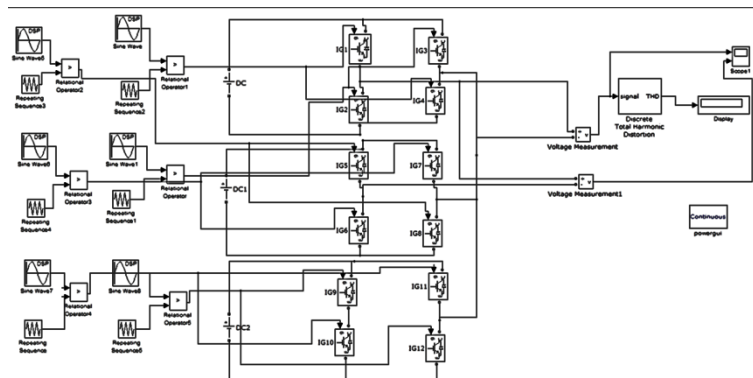 DSP
Sine Wave5
Repeating Sequence3
>
Relational Operator2
DSP
Sine Wave
Repeating Sequence2
>
Relational Operator1
DC
IG1
IG3
IG2
IG4
DSP
Sine Wave6
Repeating Sequence4
>
Relational Operator3
DSP
Sine Wave1
Repeating Sequence1
>
Relational Operator
DC1
IG5
IG7
IG6
IG8
DSP
Sine Wave7
Repeating Sequence
>
Relational Operator4
DSP
Repeating Sequence5
>
Relational Operator5
DC2
IG9
IG11
IG10
IG12
+
-
v
Voltage Measurement
+
-
v
Voltage Measurement1
signal THD
Discrete
Total Harmonic
Distortion
Display
Scope1
Continuous
powergui